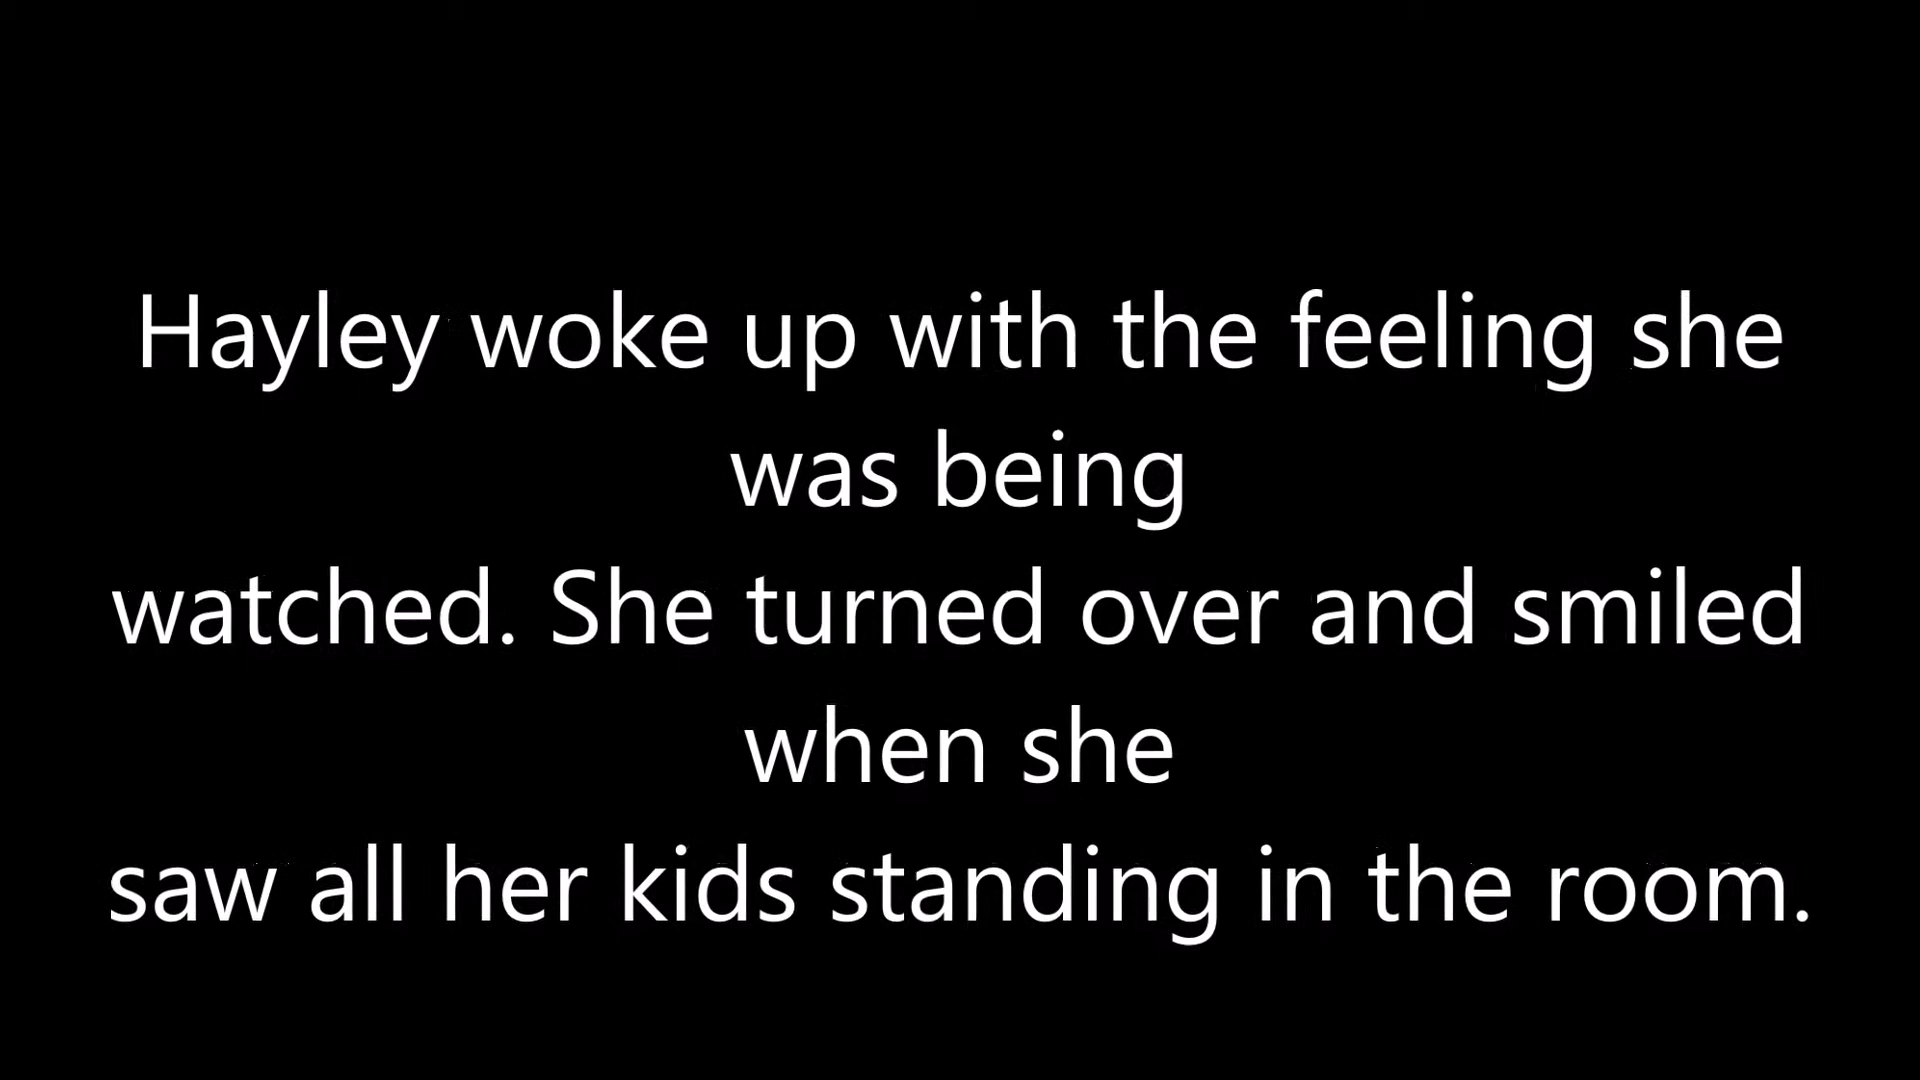 Hayley woke up with the feeling she
was being
watched. She turned over and smiled
when she
saw all her kids standing in the room.